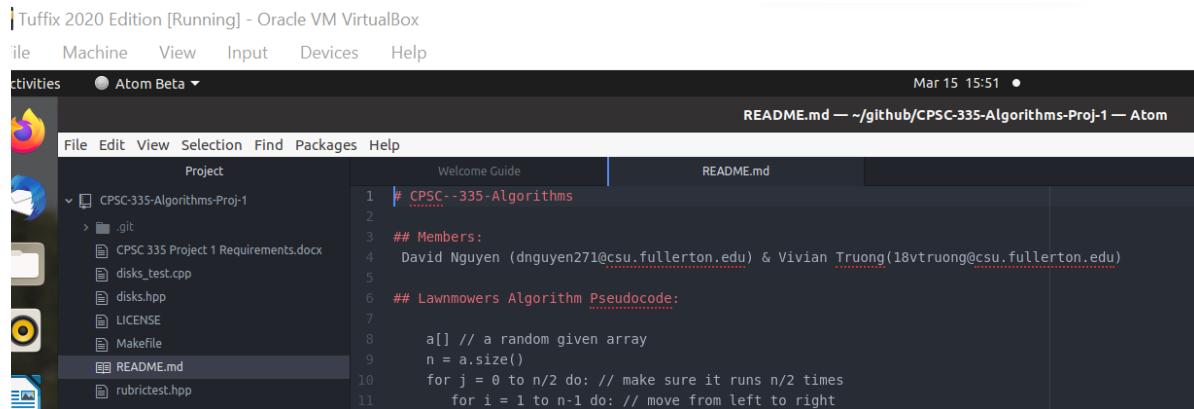 Tuffix 2020 Edition [Running] - Oracle VM VirtualBox
File Machine View Input Devices Help
ctivities Atom Beta Mar 15 15:51
README.md — ~/github/CPSC-335-Algorithms-Proj-1 — Atom
File Edit View Selection Find Packages Help
Project Welcome Guide README.md
CPSC-335-Algorithms-Proj-1
.git
CPSC 335 Project 1 Requirements.docx
disks_test.cpp
disks.hpp
LICENSE
Makefile
README.md
rubrictest.hpp
1 # CPSC--335-Algorithms
2
3 ## Members:
4 David Nguyen (dnguyen271@csu.fullerton.edu) & Vivian Truong(18vtruong@csu.fullerton.edu)
5
6 ## Lawnmowers Algorithm Pseudocode:
7
8 a[] // a random given array
9 n = a.size()
10 for j = 0 to n/2 do: // make sure it runs n/2 times
11 for i = 1 to n-1 do: // move from left to right